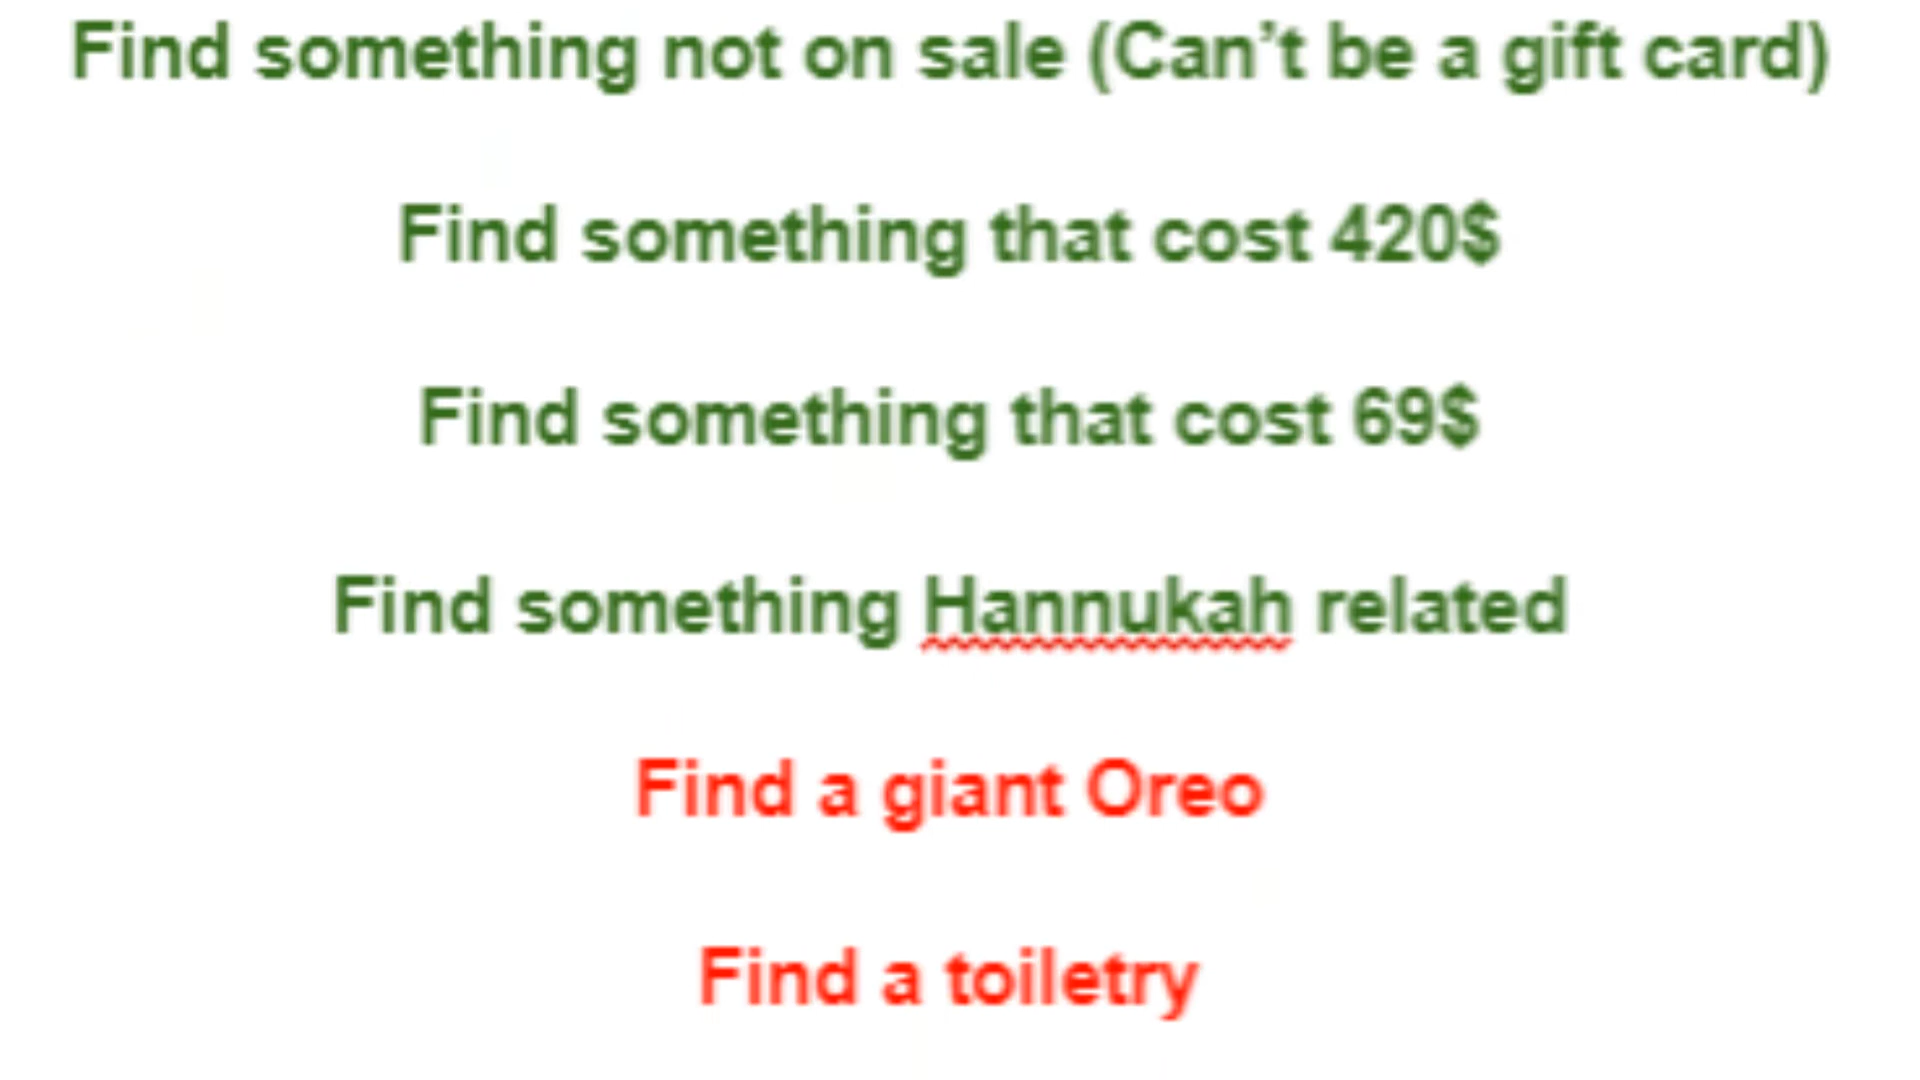 Find something not on sale (Can’t be a gift card)
Find something that cost 420$
Find something that cost 69$
Find something Hannukah related
Find a giant Oreo
Find a toiletry